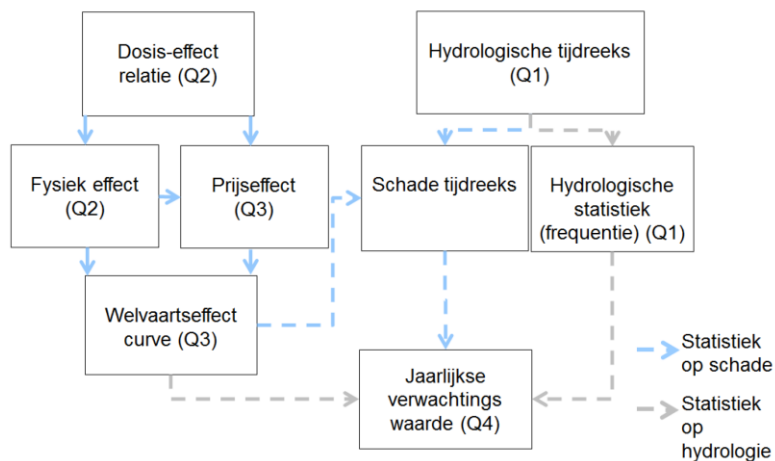 Dosis-effect
relatie (Q2)
Hydrologische tijdreeks
(Q1)
Fysiek effect
(Q2)
Prijseffect
(Q3)
Schade tijdreeks
Hydrologische
statistiek
(frequentie) (Q1)
Welvaartseffect
curve (Q3)
Jaarlijkse
verwachtings
waarde (Q4)
Statistiek
op schade
Statistiek
op
hydrologie